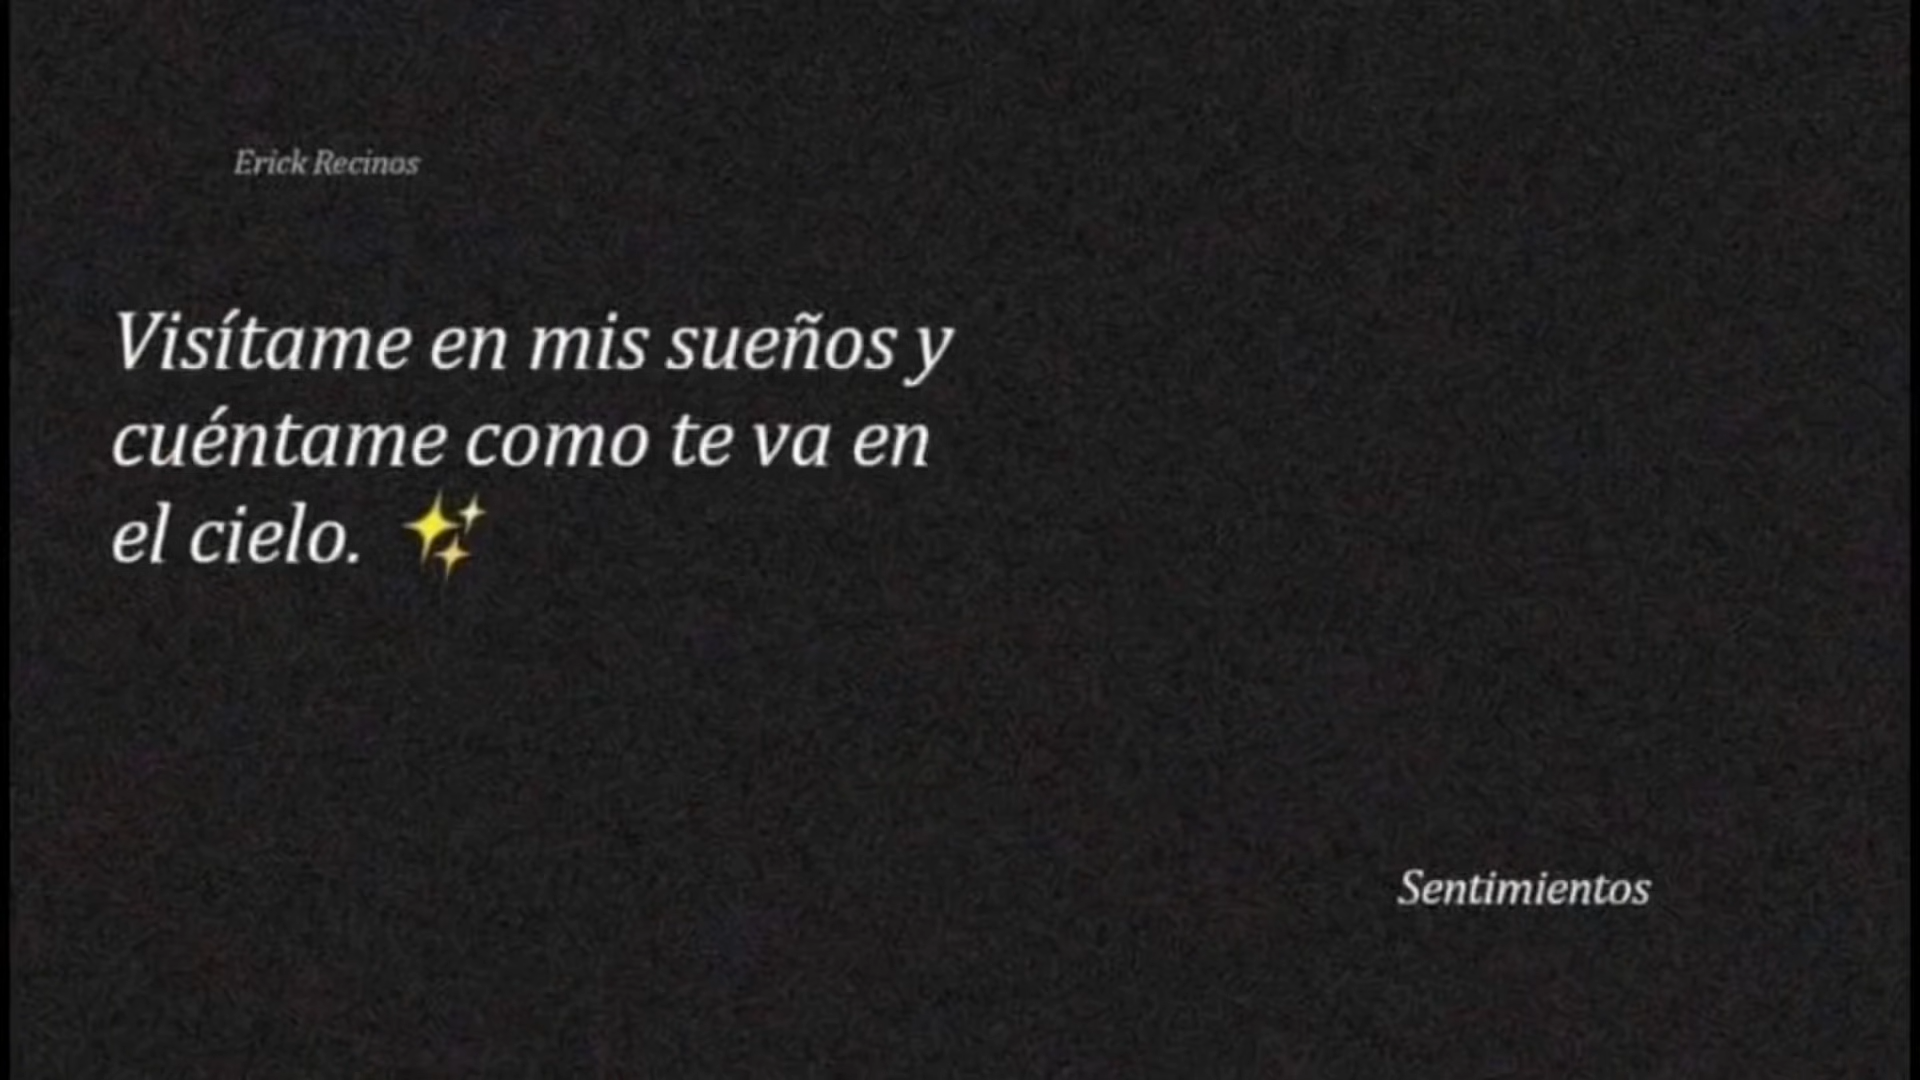 Erick Recinos
Visítame en mis sueños y
cuéntame como te va en
el cielo. ✨
Sentimientos